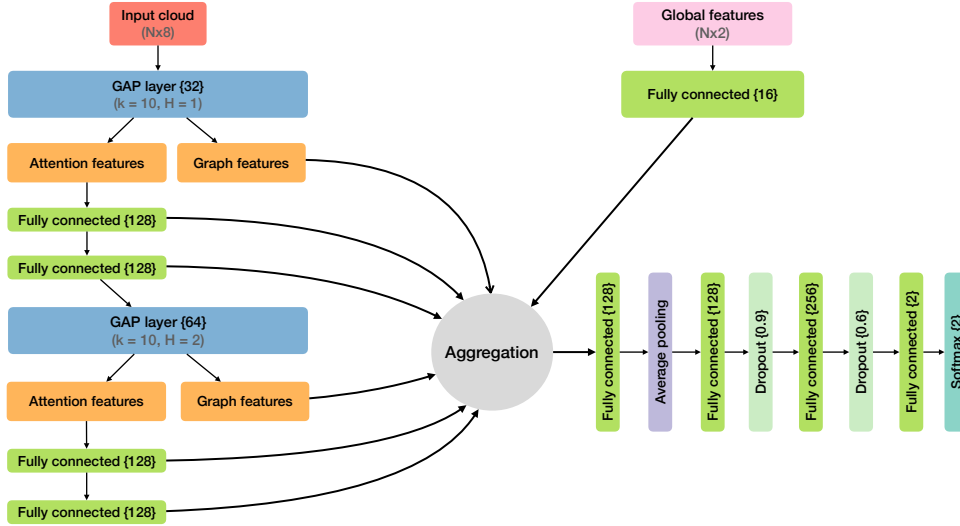 Input cloud
(Nx8)
GAP layer {32}
(k = 10, H = 1)
Attention features
Graph features
Fully connected {128}
Fully connected {128}
GAP layer {64}
(k = 10, H = 2)
Attention features
Graph features
Fully connected {128}
Fully connected {128}
Global features
(Nx2)
Fully connected {16}
Aggregation
Fully connected {128}
Average pooling
Fully connected {128}
Dropout {0.9}
Fully connected {256}
Dropout {0.6}
Fully connected {2}
Softmax {2}